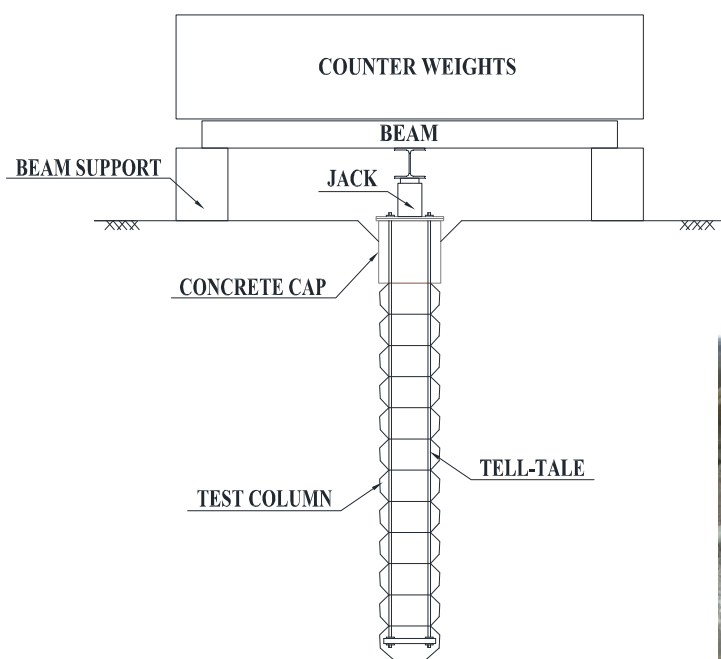 COUNTER WEIGHTS
BEAM
BEAM SUPPORT
JACK
CONCRETE CAP
TELL-TALE
TEST COLUMN